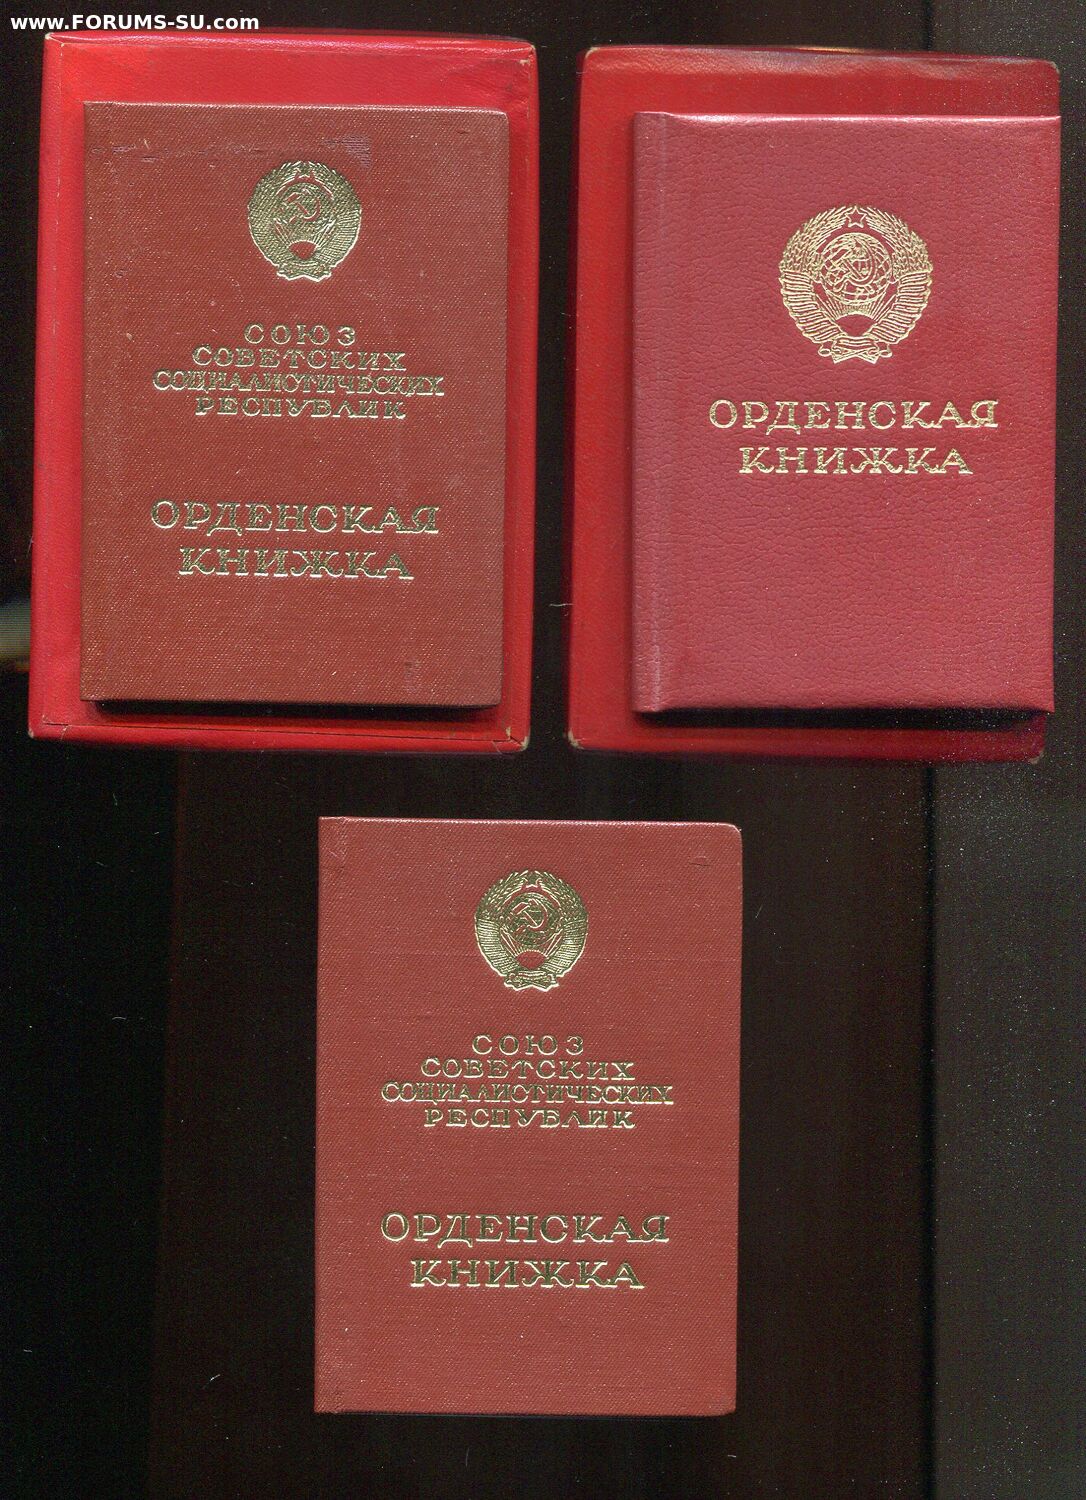 www.FORUMS-SU.com
СОЮЗ
СОВЕТСКИХ
СОЦИАЛИСТИЧЕСКИХ
РЕСПУБЛИК
ОРДЕНСКАЯ
КНИЖКА
ОРДЕНСКАЯ
КНИЖКА
СОЮЗ
СОВЕТСКИХ
СОЦИАЛИСТИЧЕСКИХ
РЕСПУБЛИК
ОРДЕНСКАЯ
КНИЖКА